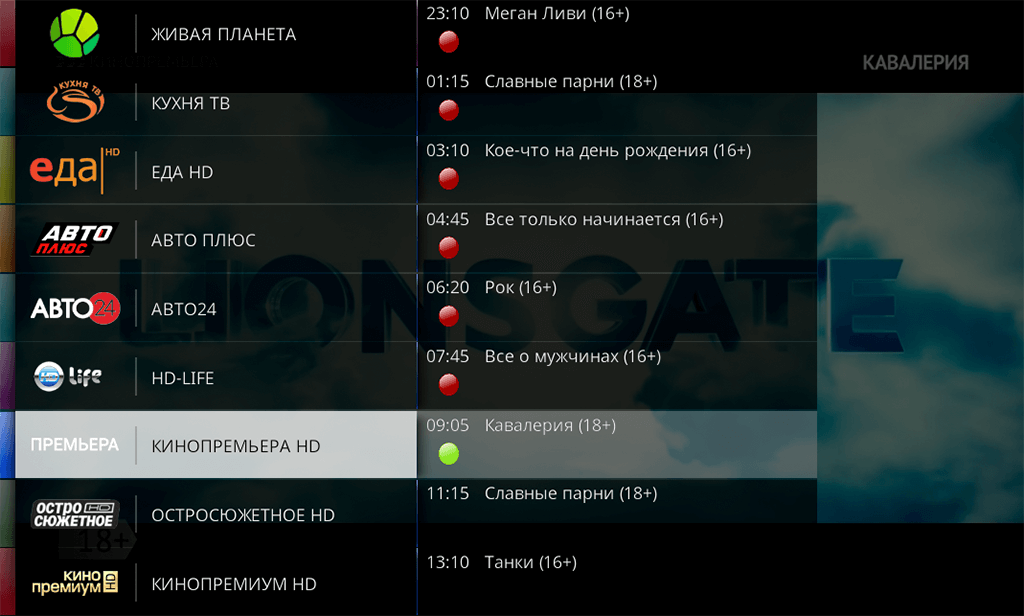 ЖИВАЯ ПЛАНЕТА
КУХНЯ ТВ
КУХНЯ ТВ
еда HD
ЕДА HD
АВТО
ПЛЮС
АВТО ПЛЮС
АВТО24
АВТО24
HD Life
HD-LIFE
ПРЕМЬЕРА
КИНОПРЕМЬЕРА HD
ОСТРО HD
СЮЖЕТНОЕ
ОСТРОСЮЖЕТНОЕ HD
18+
КИНО
премиум HD
КИНОПРЕМИУМ HD
23:10 Меган Ливи (16+)
01:15 Славные парни (18+)
03:10 Кое-что на день рождения (16+)
04:45 Все только начинается (16+)
06:20 Рок (16+)
07:45 Все о мужчинах (16+)
09:05 Кавалерия (18+)
11:15 Славные парни (18+)
13:10 Танки (16+)
КАВАЛЕРИЯ
LIONSGATE